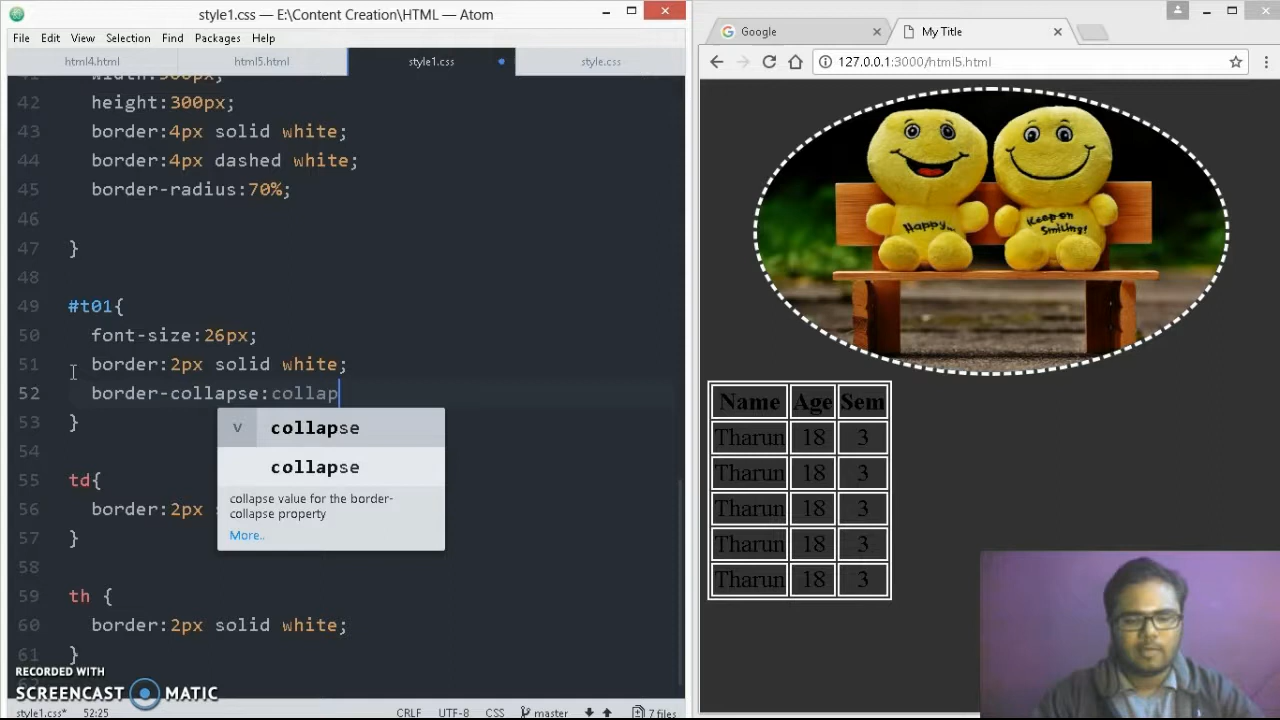 style1.css — E:\Content Creation\HTML — Atom
File Edit View Selection Find Packages Help
html4.html html5.html style1.css style.css
42 height:300px;
43 border:4px solid white;
44 border:4px dashed white;
45 border-radius:70%;
46
47 }
48
49 #t01{
50 font-size:26px;
51 border:2px solid white;
52 border-collapse:collap
53 }
54
55 td{
56 border:2px
57 }
58
59 th {
60 border:2px solid white;
61 }
v collapse
collapse
collapse value for the border-
collapse property
More..
RECORDED WITH
SCREENCAST MATIC
style1.css* 52:25 CRLF UTF-8 CSS master 7 files
Google My Title
127.0.0.1:3000/html5.html
Happy...
Keep on
Smiling!
Name Age Sem
Tharun 18 3
Tharun 18 3
Tharun 18 3
Tharun 18 3
Tharun 18 3